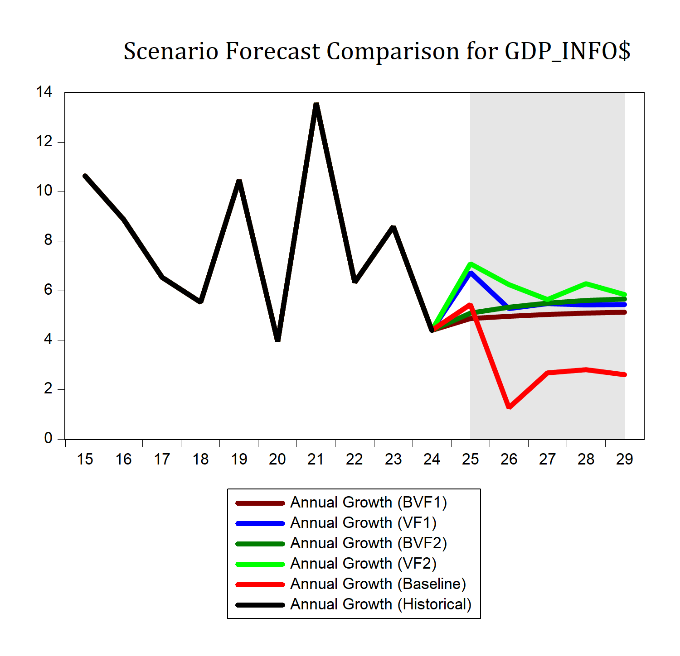 Scenario Forecast Comparison for GDP_INFO$
14
12
10
8
6
4
2
0
15 16 17 18 19 20 21 22 23 24 25 26 27 28 29
Annual Growth (BVF1)
Annual Growth (VF1)
Annual Growth (BVF2)
Annual Growth (VF2)
Annual Growth (Baseline)
Annual Growth (Historical)